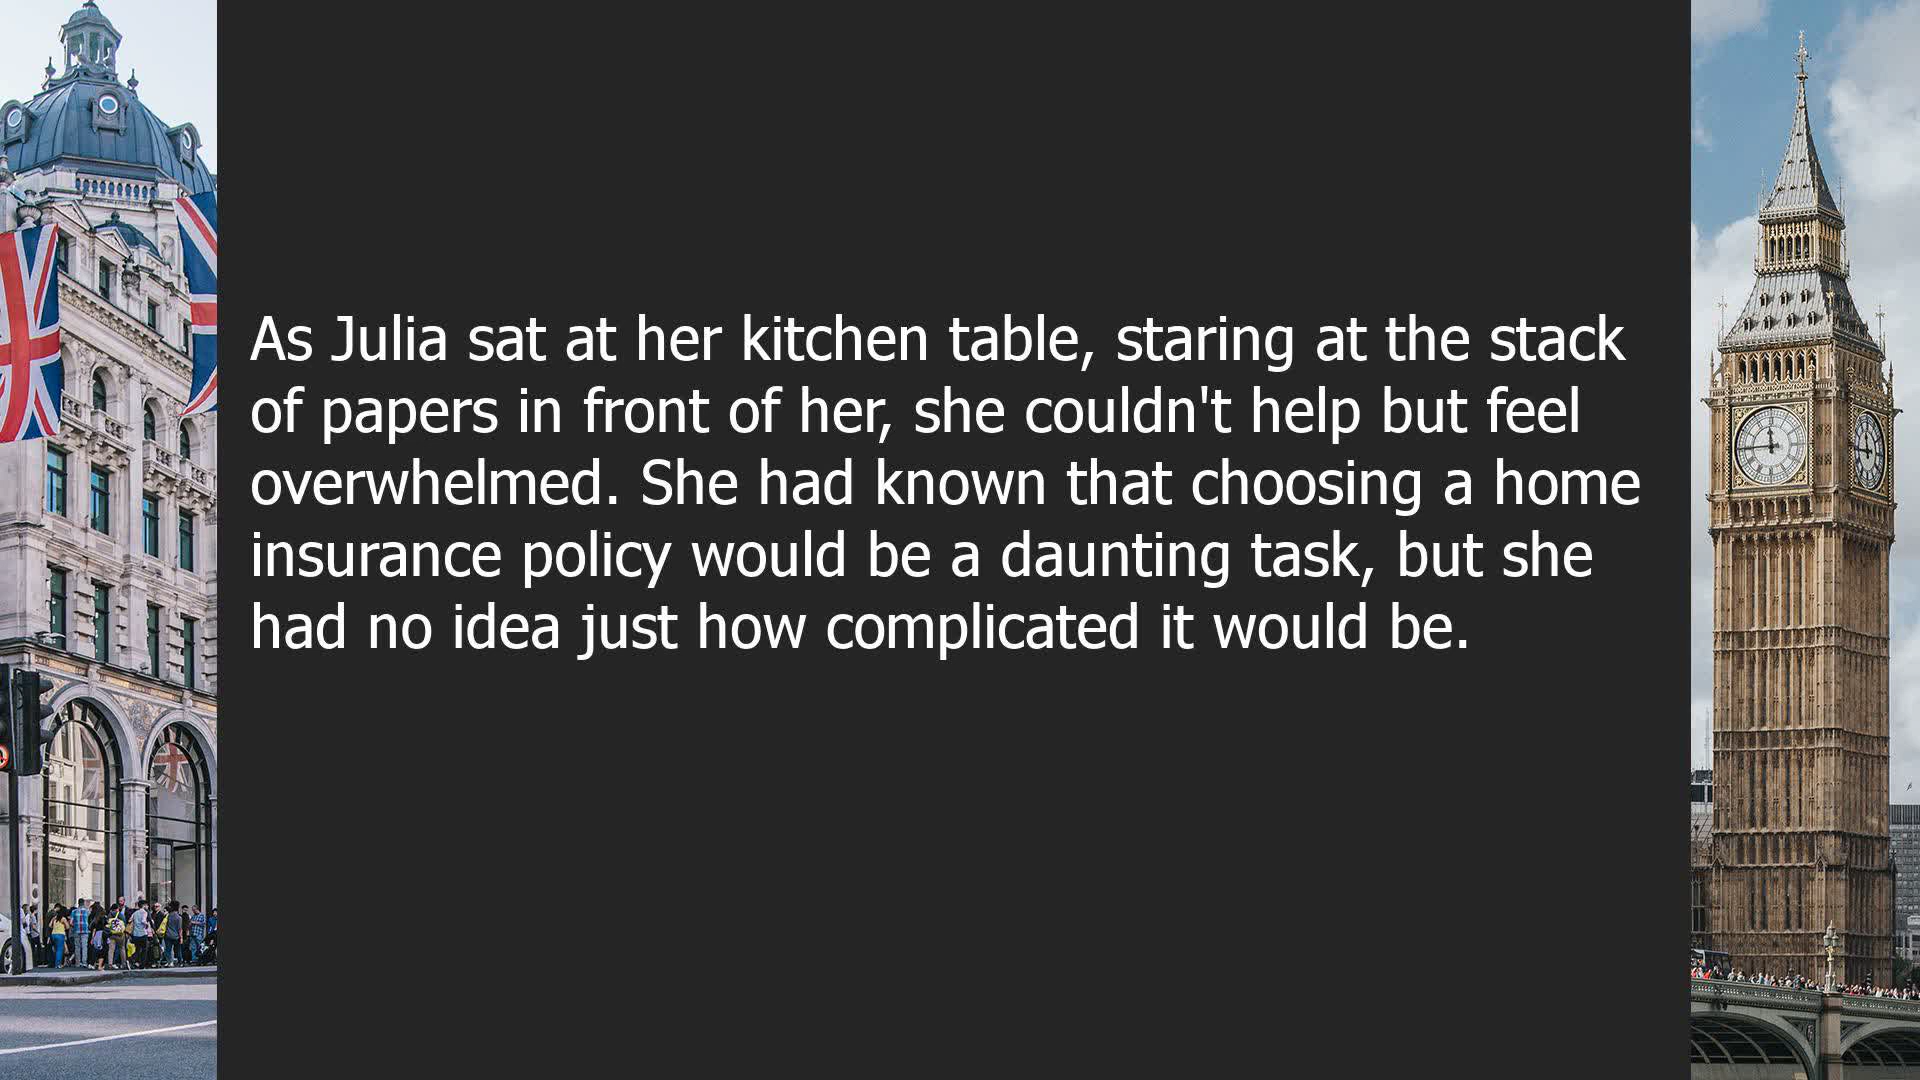 As Julia sat at her kitchen table, staring at the stack
of papers in front of her, she couldn't help but feel
overwhelmed. She had known that choosing a home
insurance policy would be a daunting task, but she
had no idea just how complicated it would be.